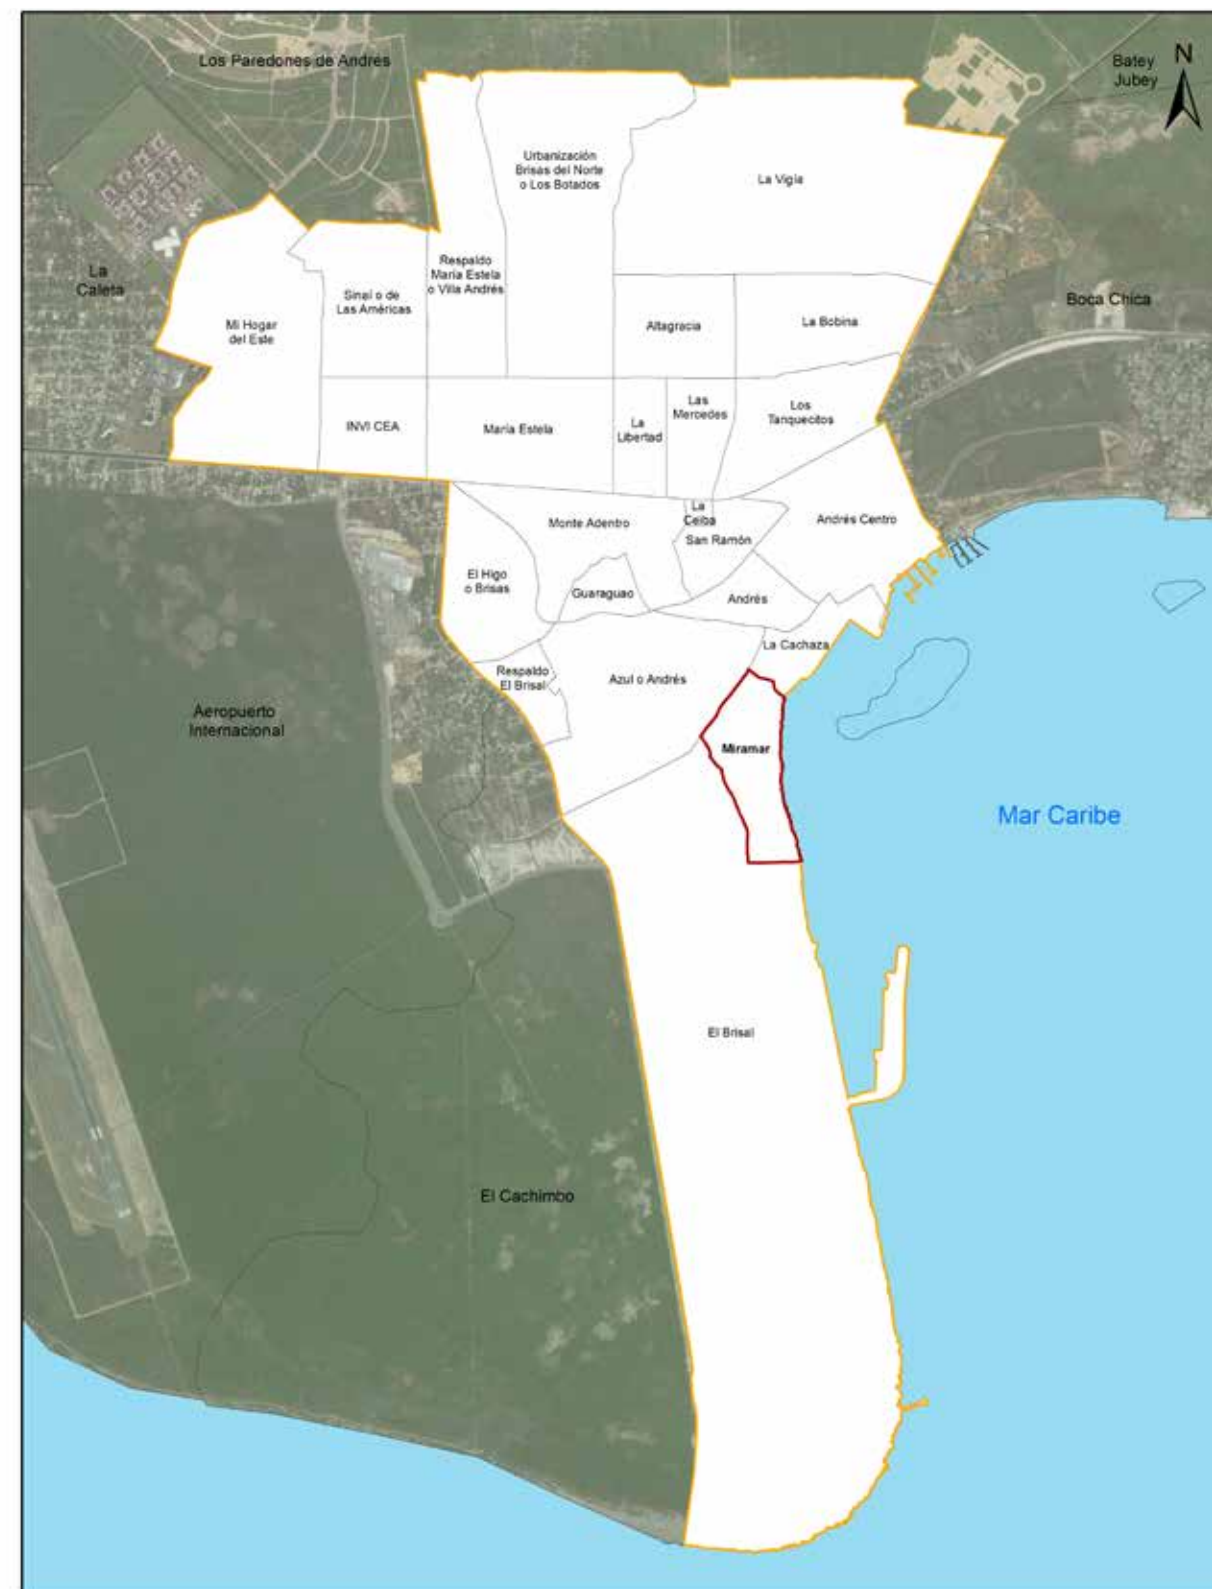 Los Paredones de Andrés
Batey
Jubey
N
Urbanización
Brisas del Norte
o Los Botados
La Vigía
La
Caleta
Respaldo
María Estela
o Villa Andrés
Sinaí o de
Las Américas
Mi Hogar
del Este
Altagracia
La Bobina
Boca Chica
INVI CEA
María Estela
La
Libertad
Las
Mercedes
Los
Tanquecitos
Monte Adentro
La
Ceiba
San Ramón
Andrés Centro
El Higo
o Brisas
Guaraguao
Andrés
La Cachaza
Respaldo
El Brisal
Azul o Andrés
Aeropuerto
Internacional
Miramar
Mar Caribe
El Brisal
El Cachimbo